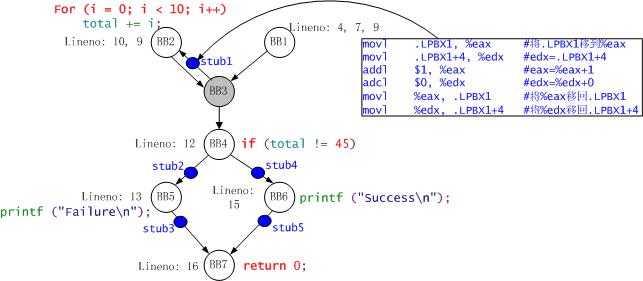 For (i = 0; i < 10; i++)
total += i;
Lineno: 10, 9
BB2
BB1
Lineno: 4, 7, 9
stub1
BB3
movl .LPBX1, %eax #将.LPBX1移到%eax
movl .LPBX1+4, %edx #edx=.LPBX1+4
addl $1, %eax #eax=%eax+1
adcl $0, %edx #edx=%edx+0
movl %eax, .LPBX1 #将%eax移回.LPBX1
movl %edx, .LPBX1+4 #将%edx移回.LPBX1+4
Lineno: 12
BB4
if (total != 45)
stub2
stub4
Lineno: 13
BB5
Lineno:
15
BB6
printf ("Success\n");
printf ("Failure\n");
stub3
stub5
Lineno: 16
BB7
return 0;